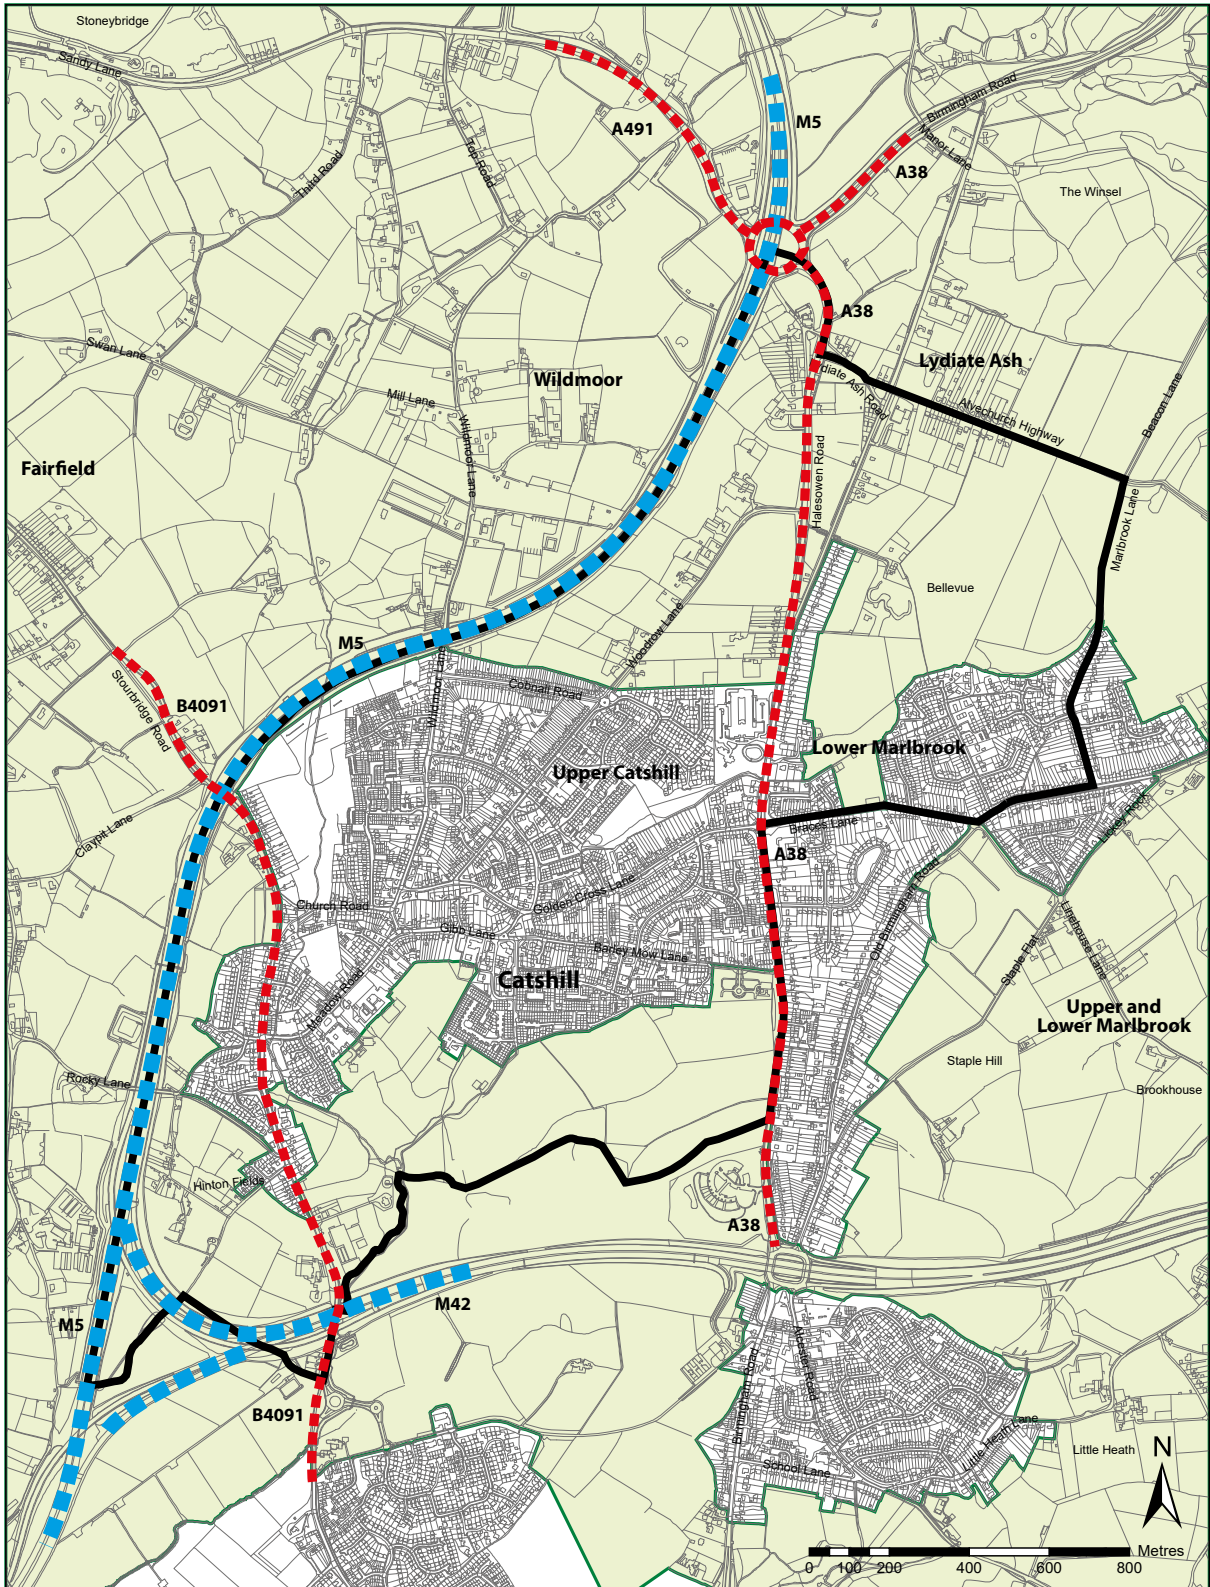 Stoneybridge
Sandy Lane
A491
M5
Birmingham Road
Manor Lane
A38
The Winsel
Third Road
Top Road
A38
Swan Lane
Wildmoor
Mill Lane
Lydiate Ash
Lydiate Ash Road
Alvechurch Highway
Beacon Lane
Wildmoor Lane
Halesowen Road
Fairfield
Marlbrook Lane
Bellevue
M5
Woodrow Lane
Wildmoor Lane
Cobnall Road
Stourbridge Road
B4091
Upper Catshill
Lower Marlbrook
Claypit Lane
Braces Lane
Lickey Rock
A38
Golden Cross Lane
Church Road
Gibb Lane
Barley Mow Lane
Old Birmingham Road
Staple Flat
Linehouse Lane
Catshill
Meadow Road
Upper and
Lower Marlbrook
Staple Hill
Rocky Lane
Brookhouse
Hinton Fields
A38
M42
M5
B4091
Birmingham Road
Alcester Road
Little Heath Lane
Little Heath
School Lane
N
Metres
0 100 200 400 600 800